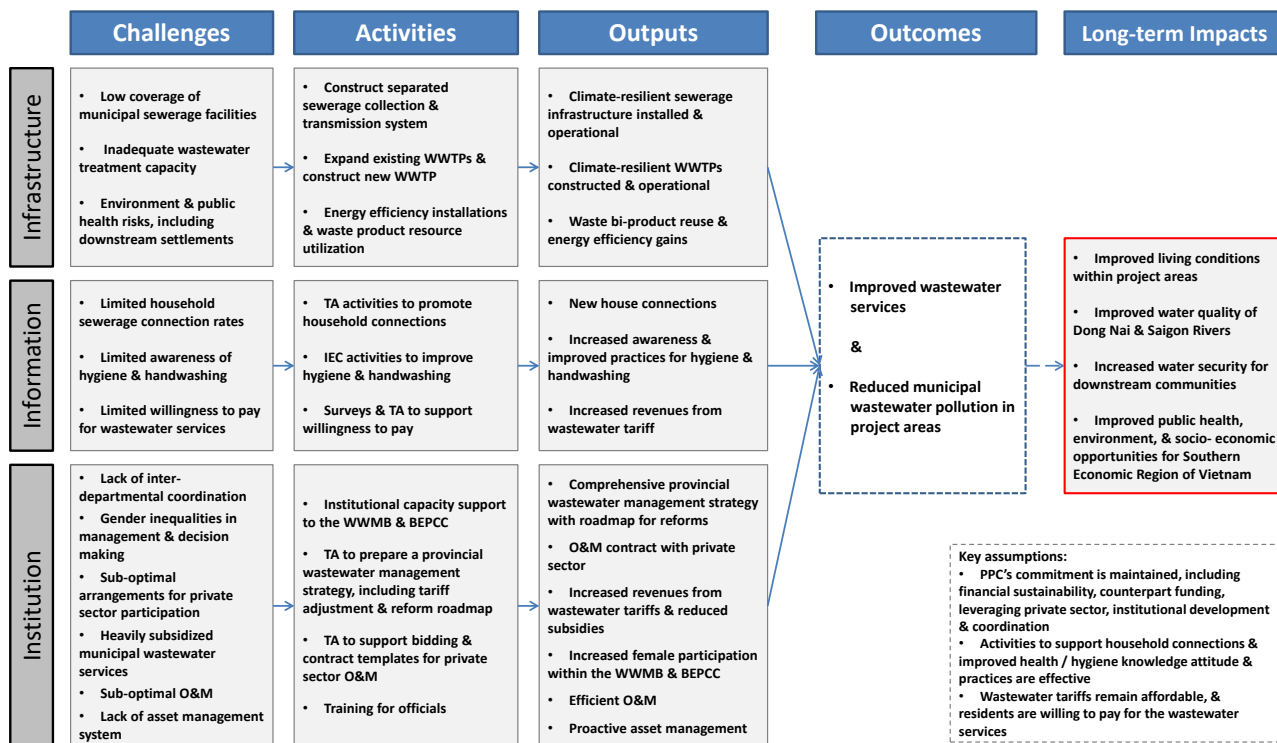 Challenges
Activities
Outputs
Outcomes
Long-term Impacts
Infrastructure
• Low coverage of
municipal sewerage facilities
• Inadequate wastewater
treatment capacity
• Environment & public
health risks, including
downstream settlements
• Construct separated
sewerage collection &
transmission system
• Expand existing WWTPs &
construct new WWTP
• Energy efficiency installations
& waste product resource
utilization
• Climate-resilient sewerage
infrastructure installed &
operational
• Climate-resilient WWTPs
constructed & operational
• Waste bi-product reuse &
energy efficiency gains
Information
• Limited household
sewerage connection rates
• Limited awareness of
hygiene & handwashing
• Limited willingness to pay
for wastewater services
• TA activities to promote
household connections
• IEC activities to improve
hygiene & handwashing
• Surveys & TA to support
willingness to pay
• New house connections
• Increased awareness &
improved practices for hygiene &
handwashing
• Increased revenues from
wastewater tariff
Institution
• Lack of inter-
departmental coordination
• Gender inequalities in
management & decision
making
• Sub-optimal
arrangements for private
sector participation
• Heavily subsidized
municipal wastewater
services
• Sub-optimal O&M
• Lack of asset management
system
• Institutional capacity support
to the WWMB & BEPCC
• TA to prepare a provincial
wastewater management
strategy, including tariff
adjustment & reform roadmap
• TA to support bidding &
contract templates for private
sector O&M
• Training for officials
• Comprehensive provincial
wastewater management strategy
with roadmap for reforms
• O&M contract with private
sector
• Increased revenues from
wastewater tariffs & reduced
subsidies
• Increased female participation
within the WWMB & BEPCC
• Efficient O&M
• Proactive asset management
• Improved wastewater
services
&
• Reduced municipal
wastewater pollution in
project areas
• Improved living conditions
within project areas
• Improved water quality of
Dong Nai & Saigon Rivers
• Increased water security for
downstream communities
• Improved public health,
environment, & socio- economic
opportunities for Southern
Economic Region of Vietnam
Key assumptions:
• PPC's commitment is maintained, including
financial sustainability, counterpart funding,
leveraging private sector, institutional development
& coordination
• Activities to support household connections &
improved health / hygiene knowledge attitude &
practices are effective
• Wastewater tariffs remain affordable, &
residents are willing to pay for the wastewater
services